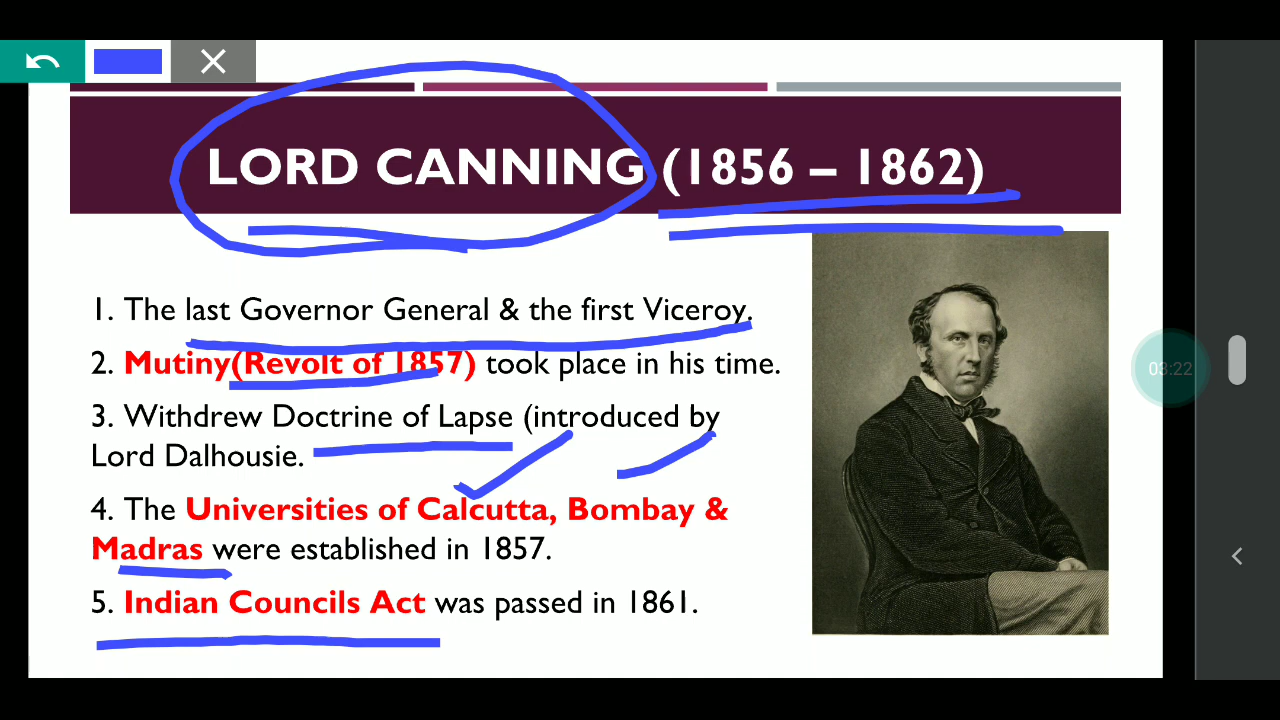 LORD CANNING (1856 – 1862)
1. The last Governor General & the first Viceroy.
2. Mutiny(Revolt of 1857) took place in his time.
3. Withdrew Doctrine of Lapse (introduced by
Lord Dalhousie.
4. The Universities of Calcutta, Bombay &
Madras were established in 1857.
5. Indian Councils Act was passed in 1861.
03:22